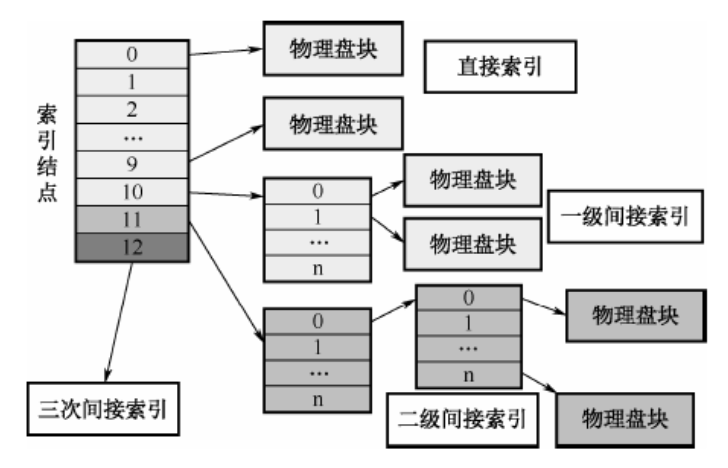 索引结点
0
1
2
…
9
10
11
12
物理盘块
直接索引
物理盘块
0
1
…
n
物理盘块
物理盘块
一级间接索引
0
1
…
n
0
1
…
n
物理盘块
物理盘块
二级间接索引
三次间接索引